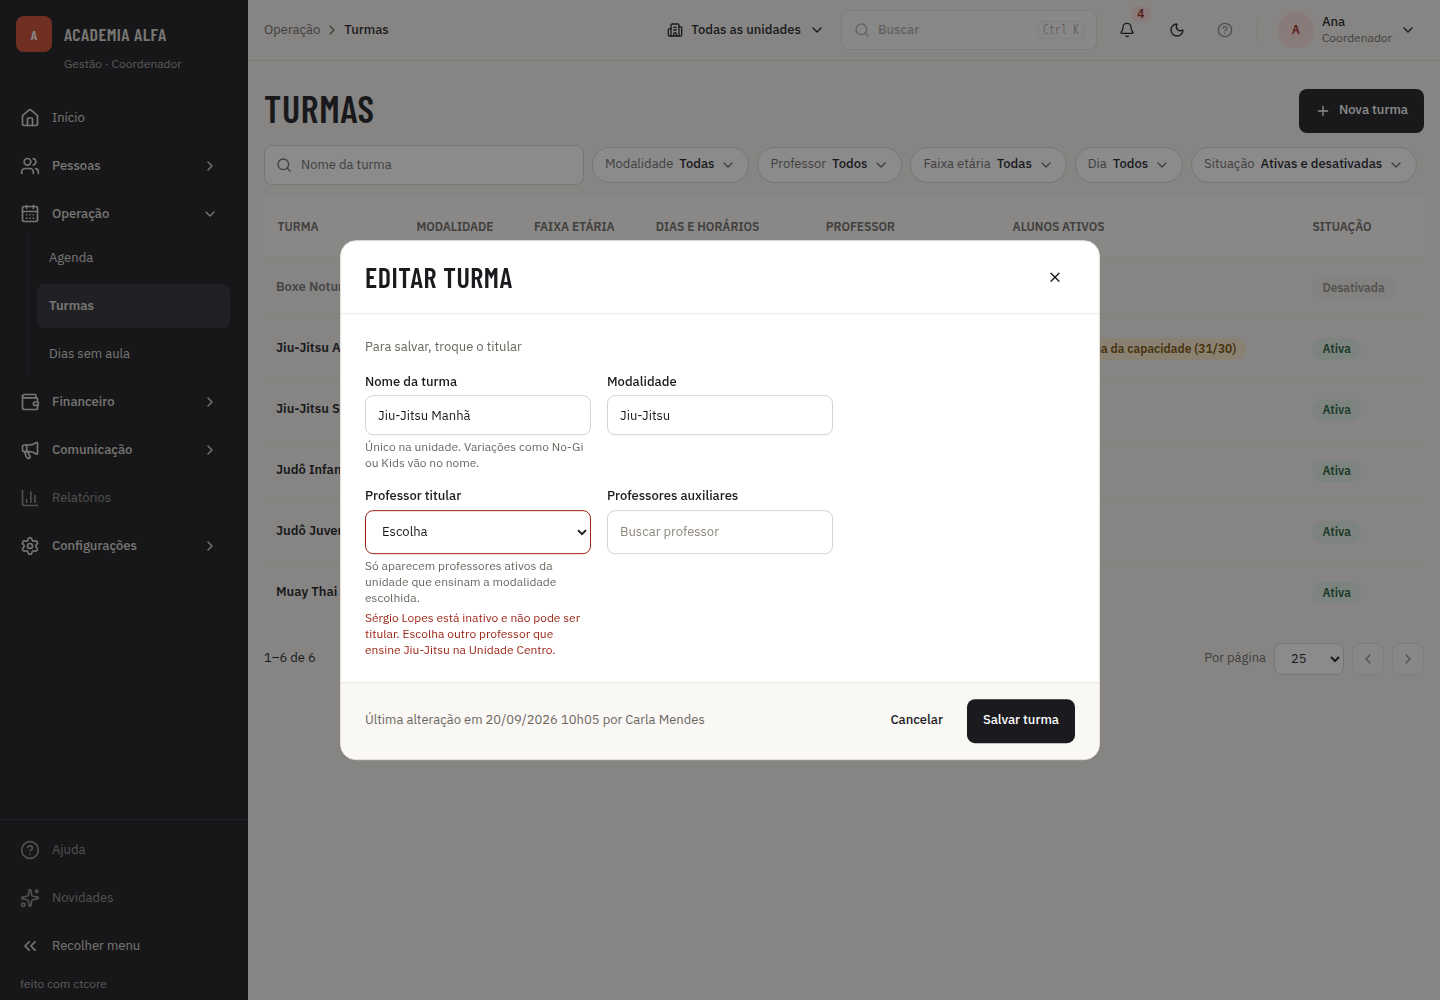 A
ACADEMIA ALFA
Gestão · Coordenador
Início
Pessoas
Operação
Agenda
Turmas
Dias sem aula
Financeiro
Comunicação
Relatórios
Configurações
Ajuda
Novidades
Recolher menu
feito com ctcore
Operação > Turmas
Todas as unidades
Buscar
Ctrl K
4
A
Ana
Coordenador
TURMAS
Nova turma
Nome da turma
Modalidade Todas
Professor Todos
Faixa etária Todas
Dia Todos
Situação Ativas e desativadas
TURMA MODALIDADE FAIXA ETÁRIA DIAS E HORÁRIOS PROFESSOR ALUNOS ATIVOS SITUAÇÃO
Boxe Notu Desativada
Jiu-Jitsu A a da capacidade (31/30) Ativa
Jiu-Jitsu S Ativa
Judô Infan Ativa
Judô Juve Ativa
Muay Thai Ativa
1–6 de 6
Por página 25
EDITAR TURMA
Para salvar, troque o titular
Nome da turma
Jiu-Jitsu Manhã
Único na unidade. Variações como No-Gi
ou Kids vão no nome.
Modalidade
Jiu-Jitsu
Professor titular
Escolha
Só aparecem professores ativos da
unidade que ensinam a modalidade
escolhida.
Sérgio Lopes está inativo e não pode ser
titular. Escolha outro professor que
ensine Jiu-Jitsu na Unidade Centro.
Professores auxiliares
Buscar professor
Última alteração em 20/09/2026 10h05 por Carla Mendes
Cancelar
Salvar turma